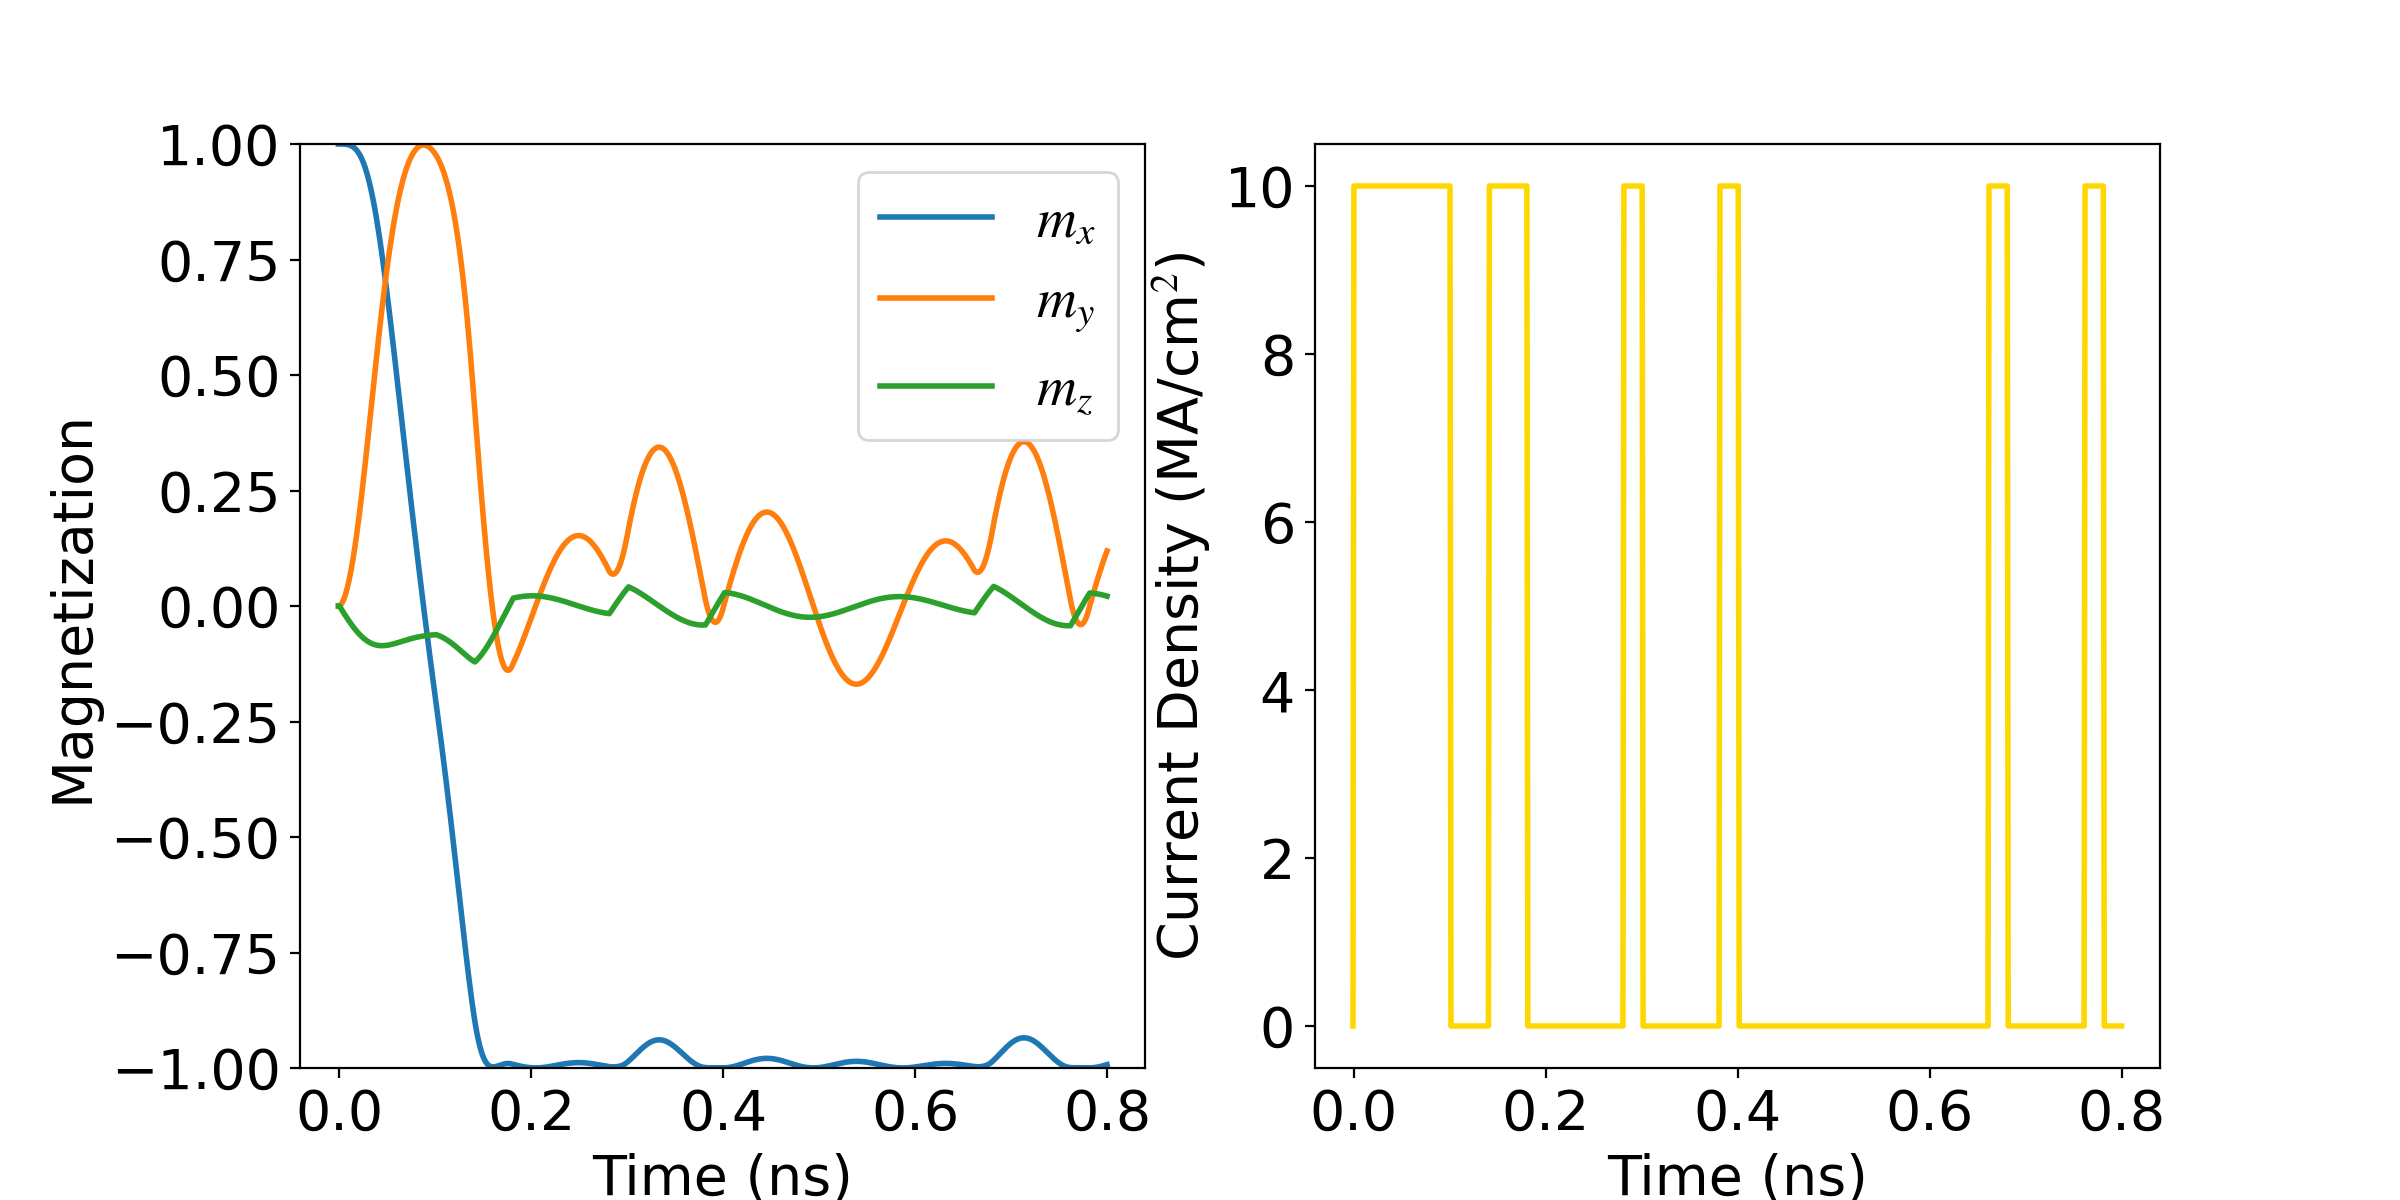 1.00
0.75
0.50
0.25
0.00
−0.25
−0.50
−0.75
−1.00
Magnetization
0.0 0.2 0.4 0.6 0.8
Time (ns)
m_x
m_y
m_z
10
8
6
4
2
0
Current Density (MA/cm²)
0.0 0.2 0.4 0.6 0.8
Time (ns)